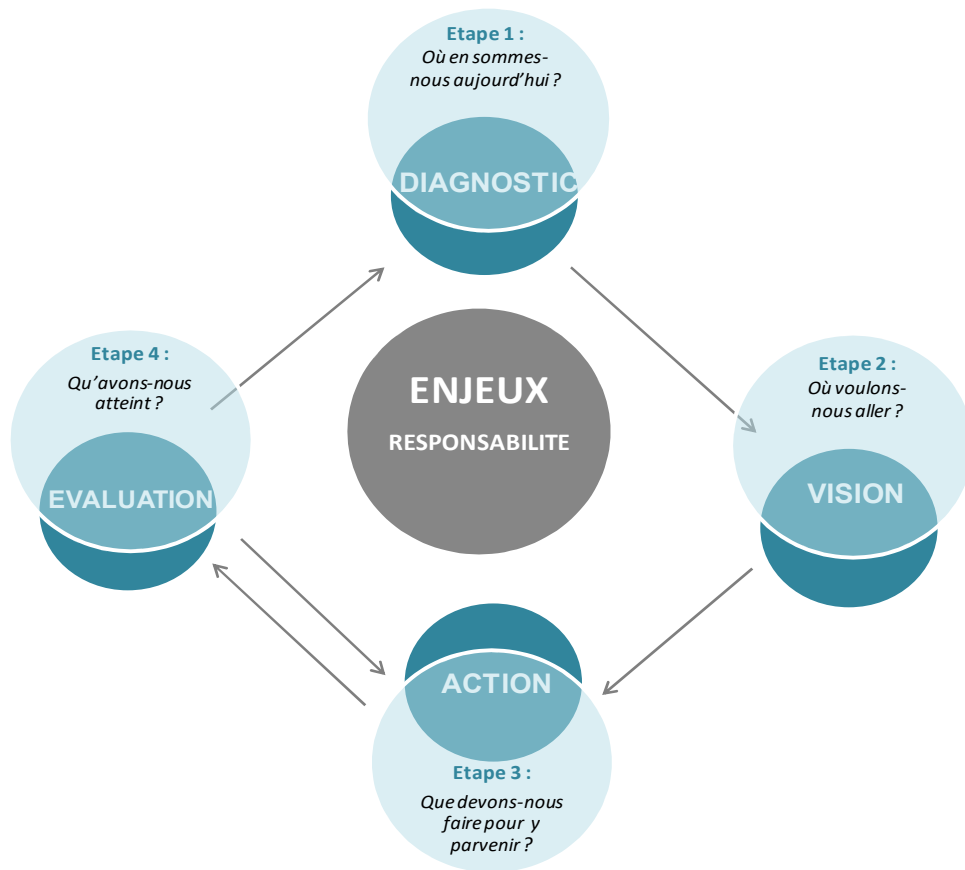 Etape 1 :
Où en sommes-
nous aujourd'hui ?
DIAGNOSTIC
Etape 4 :
Qu'avons-nous
atteint ?
EVALUATION
ENJEUX
RESPONSABILITE
Etape 2 :
Où voulons-
nous aller ?
VISION
ACTION
Etape 3 :
Que devons-nous
faire pour y
parvenir ?